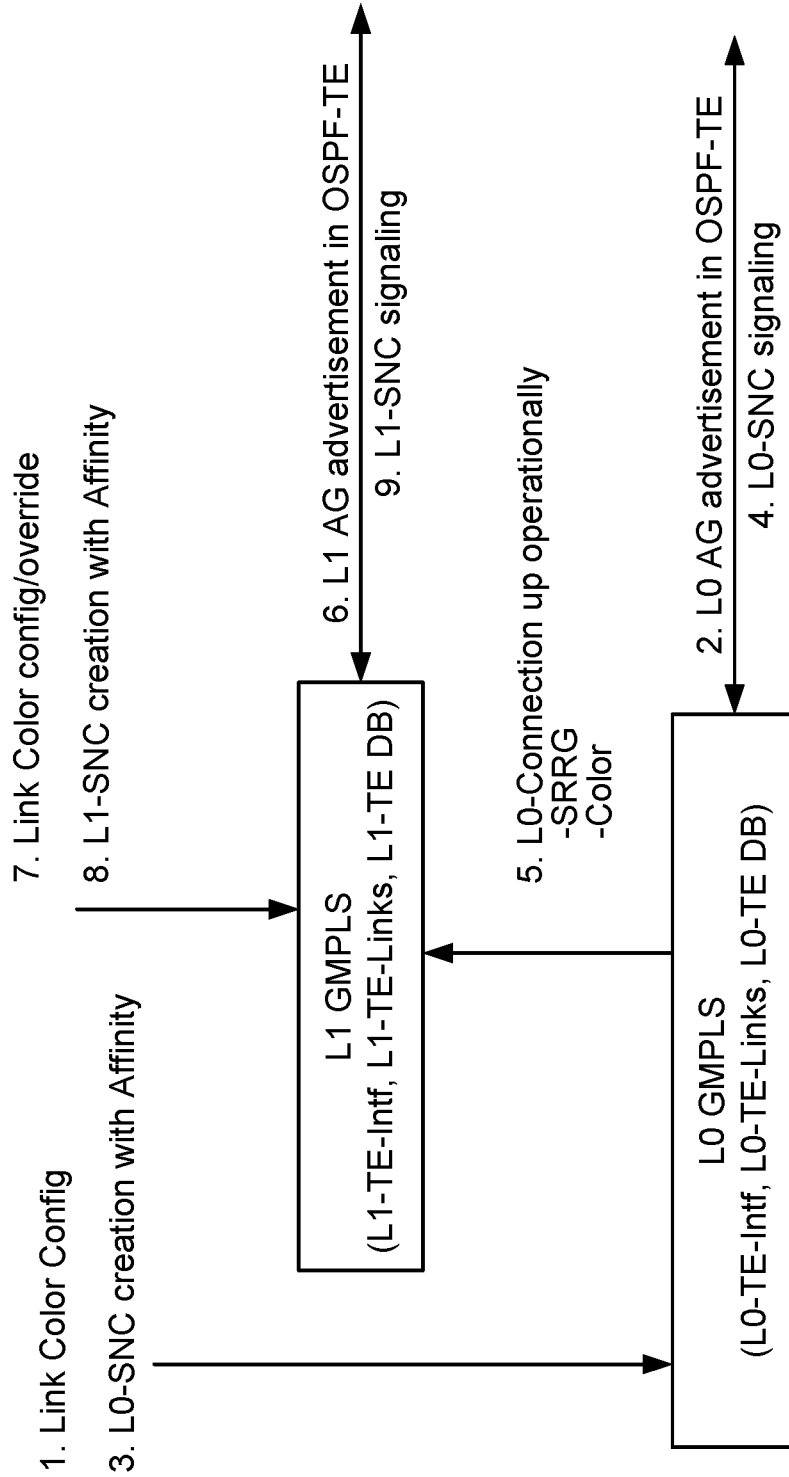 1. Link Color Config
3. L0-SNC creation with Affinity
7. Link Color config/override
8. L1-SNC creation with Affinity
L1 GMPLS
(L1-TE-Intf, L1-TE-Links, L1-TE DB)
6. L1 AG advertisement in OSPF-TE
9. L1-SNC signaling
5. L0-Connection up operationally
-SRRG
-Color
L0 GMPLS
(L0-TE-Intf, L0-TE-Links, L0-TE DB)
2. L0 AG advertisement in OSPF-TE
4. L0-SNC signaling